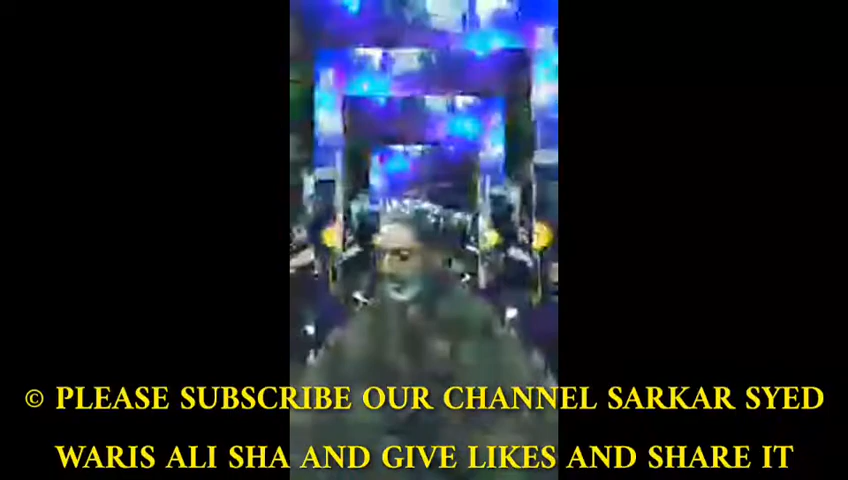 © PLEASE SUBSCRIBE OUR CHANNEL SARKAR SYED
WARIS ALI SHA AND GIVE LIKES AND SHARE IT